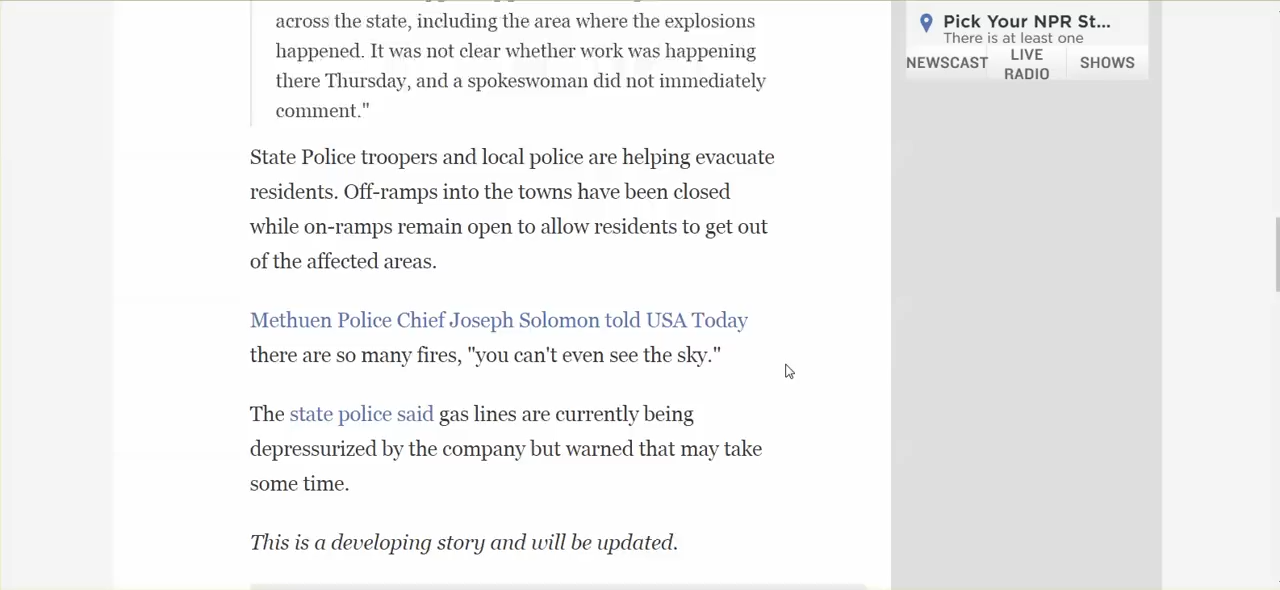 across the state, including the area where the explosions
happened. It was not clear whether work was happening
there Thursday, and a spokeswoman did not immediately
comment."
State Police troopers and local police are helping evacuate
residents. Off-ramps into the towns have been closed
while on-ramps remain open to allow residents to get out
of the affected areas.
Methuen Police Chief Joseph Solomon told USA Today
there are so many fires, "you can't even see the sky."
The state police said gas lines are currently being
depressurized by the company but warned that may take
some time.
This is a developing story and will be updated.
Pick Your NPR St...
There is at least one
NEWSCAST
LIVE
RADIO
SHOWS